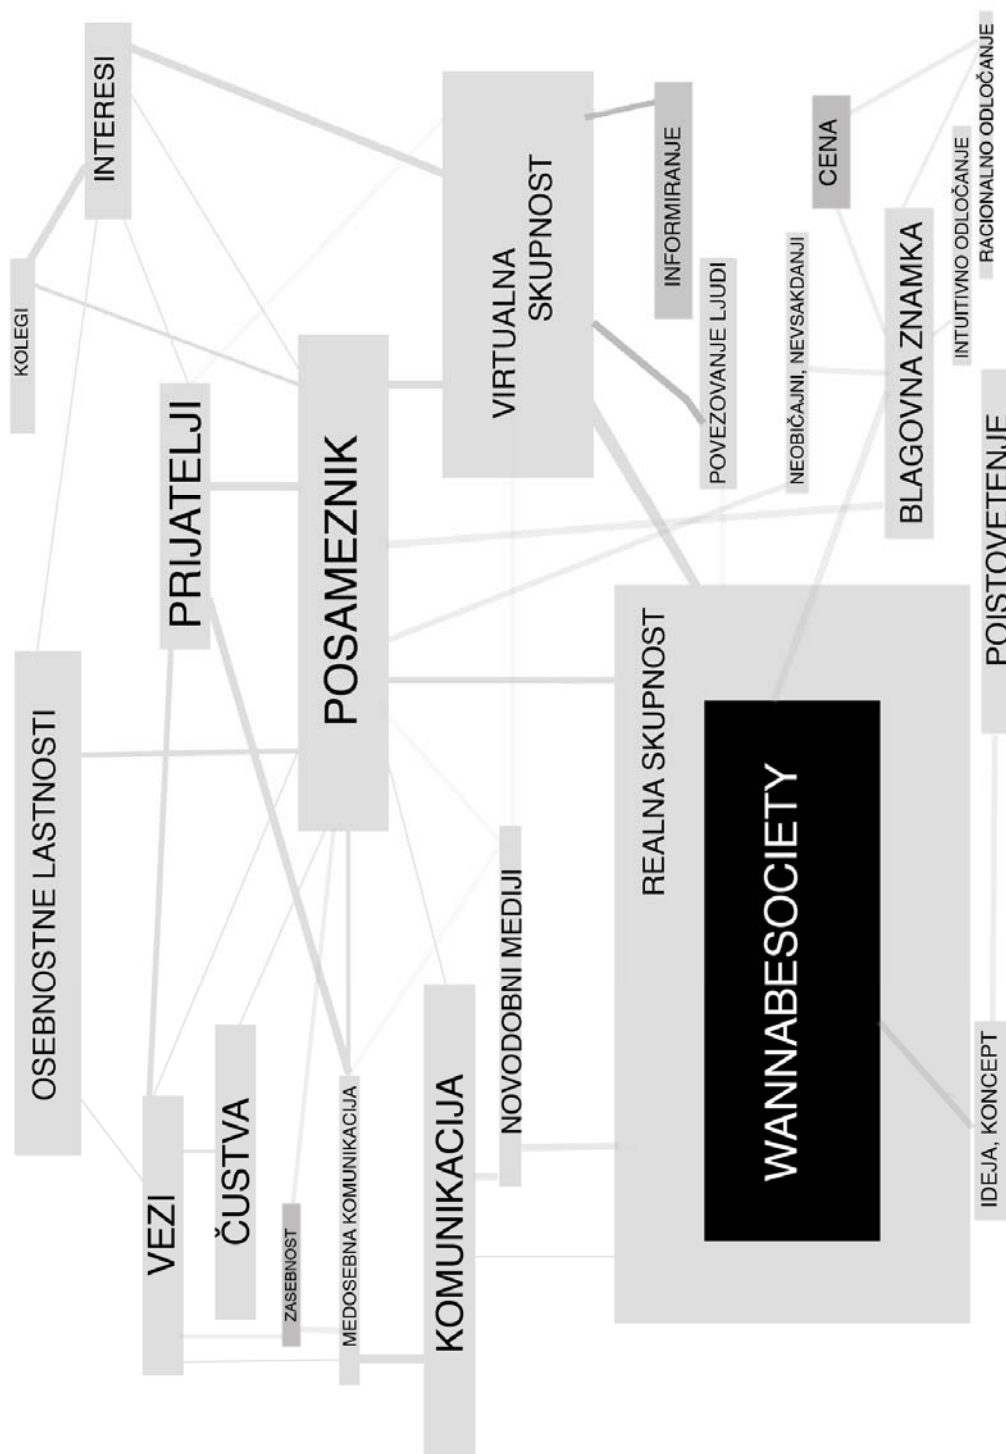 KOLEGI
INTERESI
OSEBNOSTNE LASTNOSTI
PRIJATELJI
VEZI
ČUSTVA
ZASEBNOST
MEDOSEBNA KOMUNIKACIJA
POSAMEZNIK
KOMUNIKACIJA
NOVODOBNI MEDIJI
VIRTUALNA
SKUPNOST
INFORMIRANJE
POVEZOVANJE LJUDI
NEOBIČAJNI, NEVSAKDANJI
CENA
BLAGOVNA ZNAMKA
INTUITIVNO ODLOČANJE
RACIONALNO ODLOČANJE
REALNA SKUPNOST
WANNABESOCIETY
IDEJA, KONCEPT
POISTOVETENJE